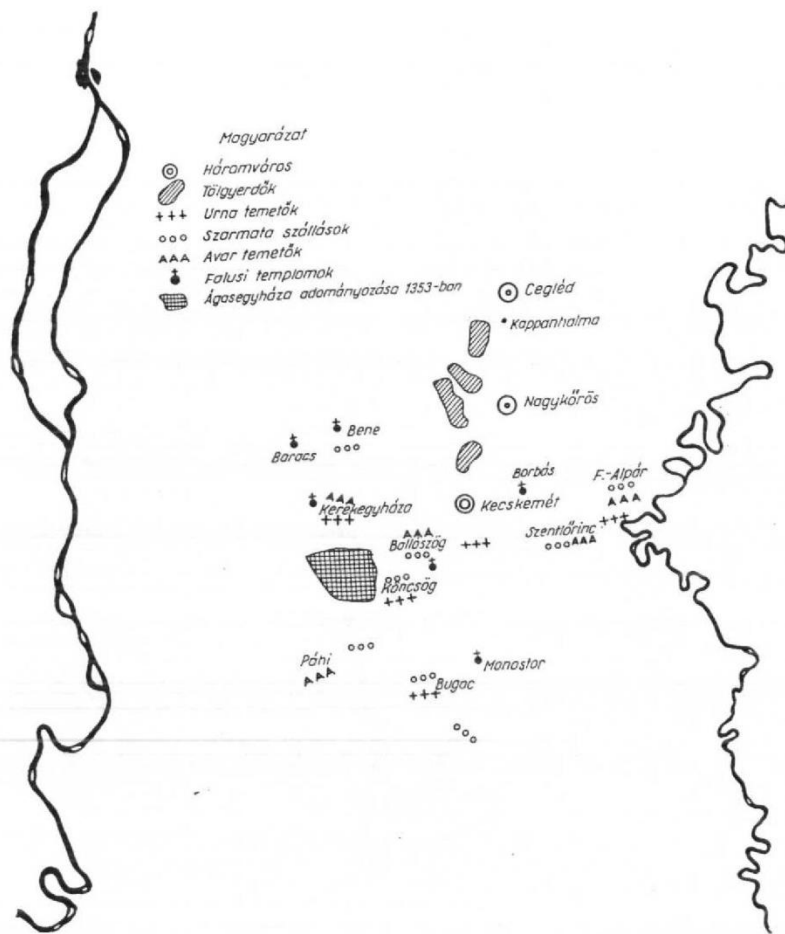 Magyarázat
Háromváros
Tölgyerdők
Urna temetők
Szarmata szállások
Avar temetők
Falusi templomok
Ágasegyháza adományozása 1353-ban
Cegléd
Kappanhalma
Nagykőrös
Bene
Baracs
Borbás
F.-Alpár
Kerekegyháza
Kecskemét
Ballószög
Szentlőrinc
Köncsög
Páhi
Monostor
Bugac